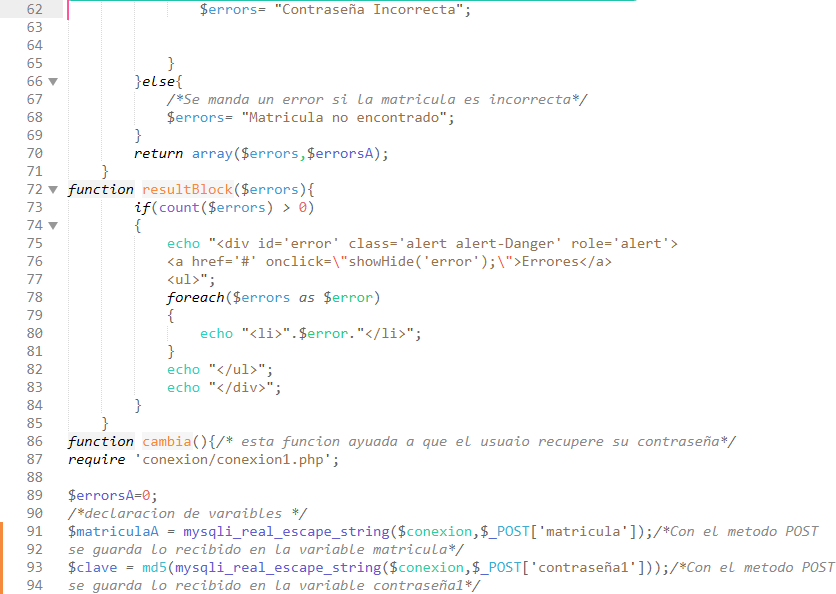 62 $errors= "Contraseña Incorrecta";
63
64
65 }
66 }else{
67 /*Se manda un error si la matricula es incorrecta*/
68 $errors= "Matricula no encontrado";
69 }
70 return array($errors,$errorsA);
71 }
72 function resultBlock($errors){
73 if(count($errors) > 0)
74 {
75 echo "<div id='error' class='alert alert-Danger' role='alert'>
76 <a href='#' onclick=\"showHide('error');\">Errores</a>
77 <ul>";
78 foreach($errors as $error)
79 {
80 echo "<li>".$error."</li>";
81 }
82 echo "</ul>";
83 echo "</div>";
84 }
85 }
86 function cambia(){/* esta funcion ayuada a que el usuaio recupere su contraseña*/
87 require 'conexion/conexion1.php';
88
89 $errorsA=0;
90 /*declaracion de varaibles */
91 $matriculaA = mysqli_real_escape_string($conexion,$_POST['matricula']);/*Con el metodo POST
92 se guarda lo recibido en la variable matricula*/
93 $clave = md5(mysqli_real_escape_string($conexion,$_POST['contraseña1']));/*Con el metodo POST
94 se guarda lo recibido en la variable contraseña1*/